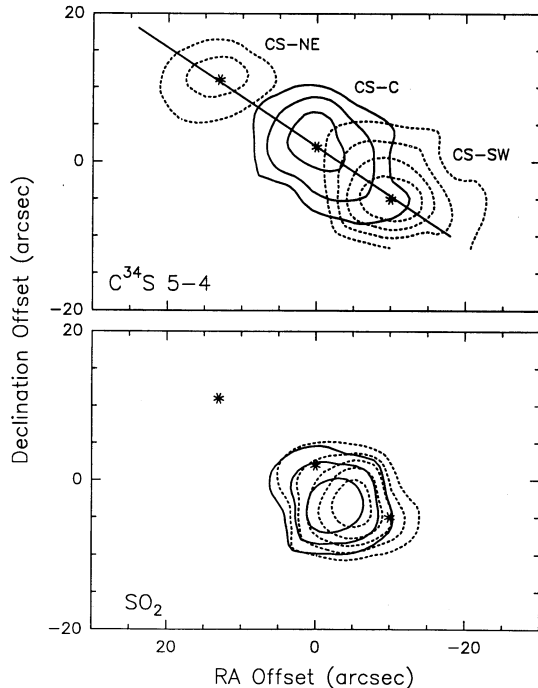 20
CS-NE
CS-C
0
CS-SW
C³⁴S 5-4
-20
20
0
SO₂
-20
20
0
-20
Declination Offset (arcsec)
RA Offset (arcsec)